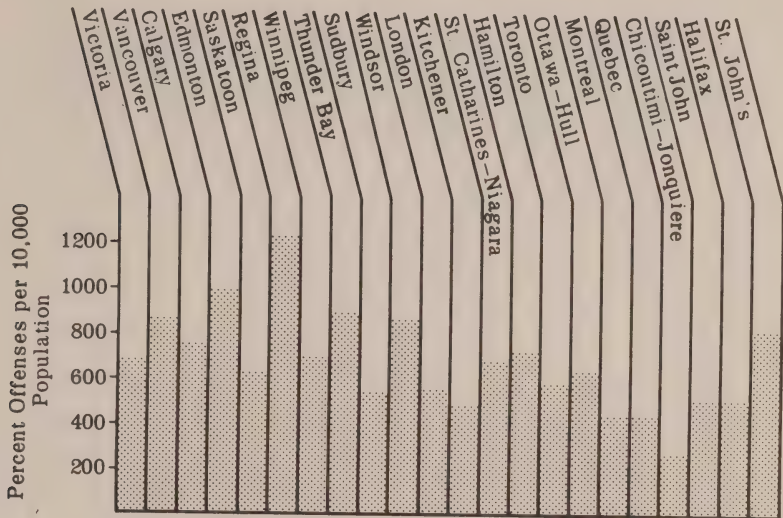 Victoria
Vancouver
Calgary
Edmonton
Saskatoon
Regina
Winnipeg
Thunder Bay
Sudbury
Windsor
London
Kitchener
St. Catharines-Niagara
Hamilton
Toronto
Ottawa-Hull
Montreal
Quebec
Chicoutimi-Jonquiere
Saint John
Halifax
St. John's
Percent Offenses per 10,000
Population
1200
1000
800
600
400
200